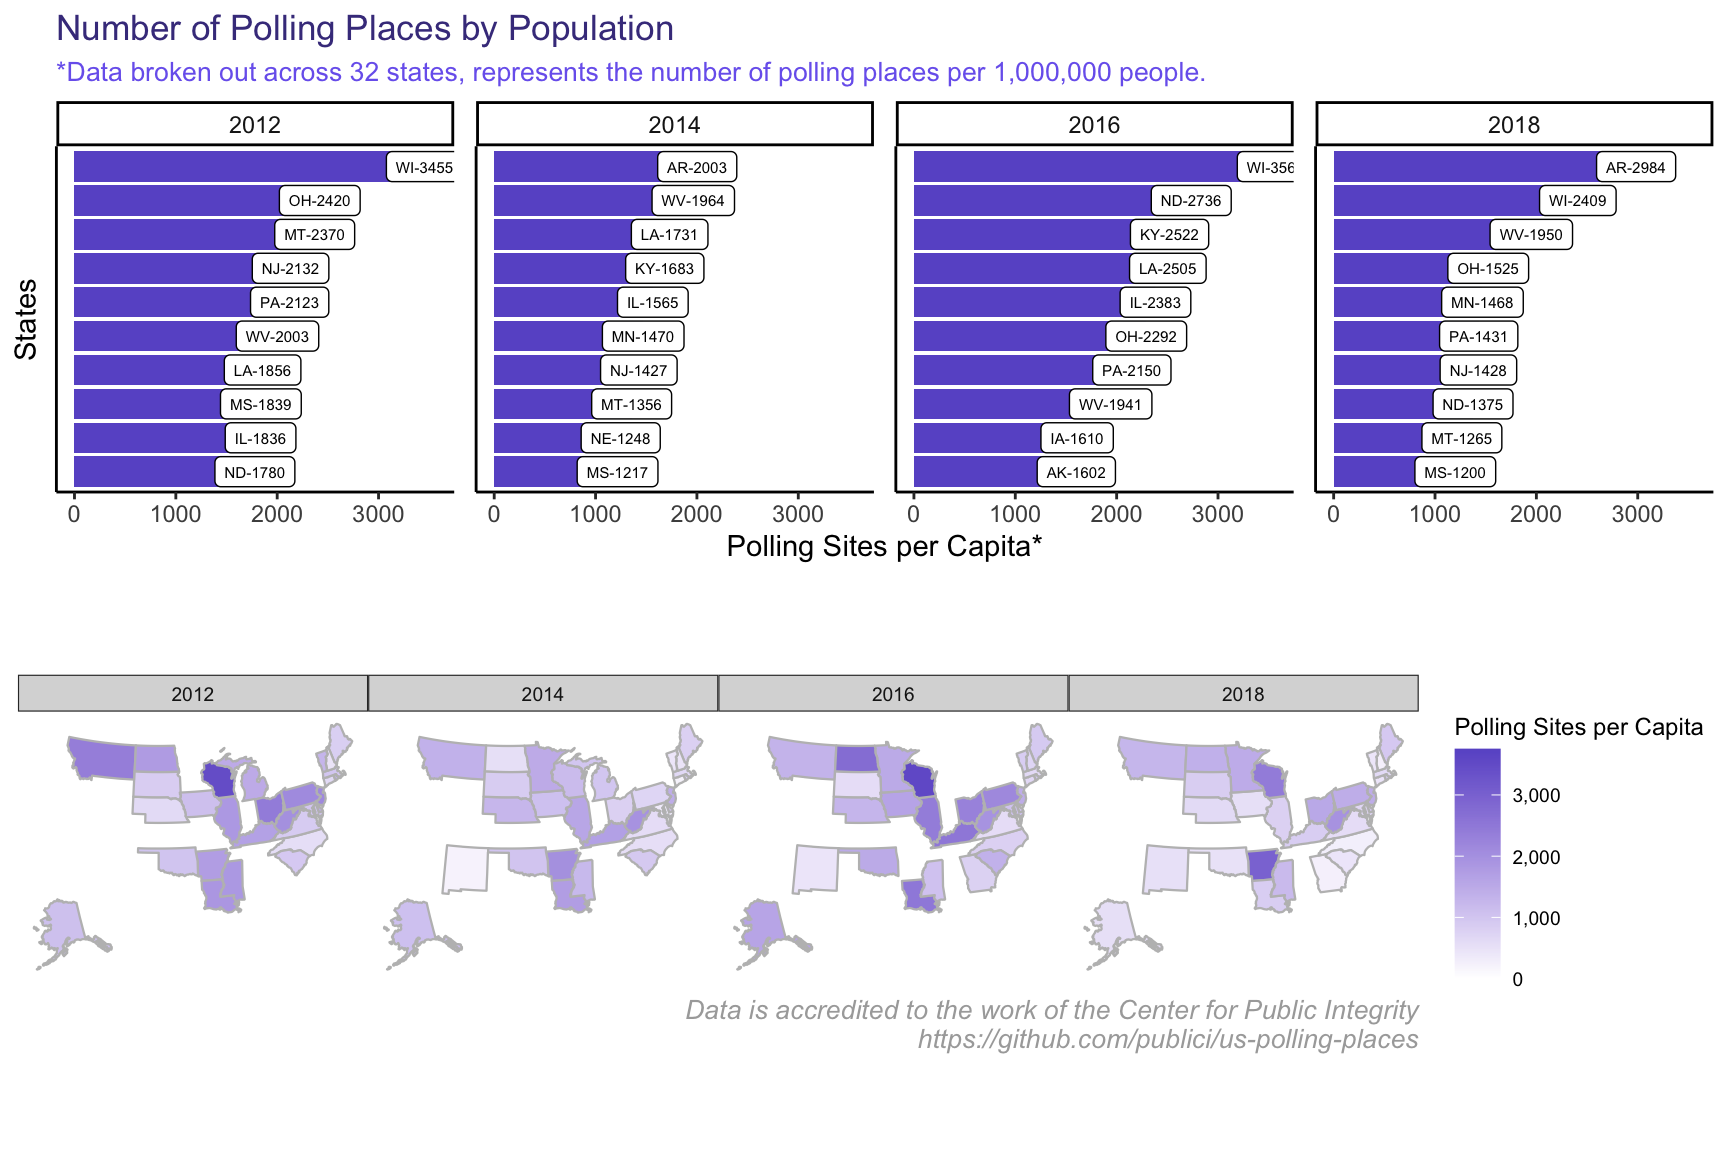 Number of Polling Places by Population
*Data broken out across 32 states, represents the number of polling places per 1,000,000 people.
2012
2014
2016
2018
States
WI-3455
OH-2420
MT-2370
NJ-2132
PA-2123
WV-2003
LA-1856
MS-1839
IL-1836
ND-1780
0 1000 2000 3000
AR-2003
WV-1964
LA-1731
KY-1683
IL-1565
MN-1470
NJ-1427
MT-1356
NE-1248
MS-1217
0 1000 2000 3000
WI-356
ND-2736
KY-2522
LA-2505
IL-2383
OH-2292
PA-2150
WV-1941
IA-1610
AK-1602
0 1000 2000 3000
AR-2984
WI-2409
WV-1950
OH-1525
MN-1468
PA-1431
NJ-1428
ND-1375
MT-1265
MS-1200
0 1000 2000 3000
Polling Sites per Capita*
2012
2014
2016
2018
Polling Sites per Capita
3,000
2,000
1,000
0
Data is accredited to the work of the Center for Public Integrity
https://github.com/publici/us-polling-places